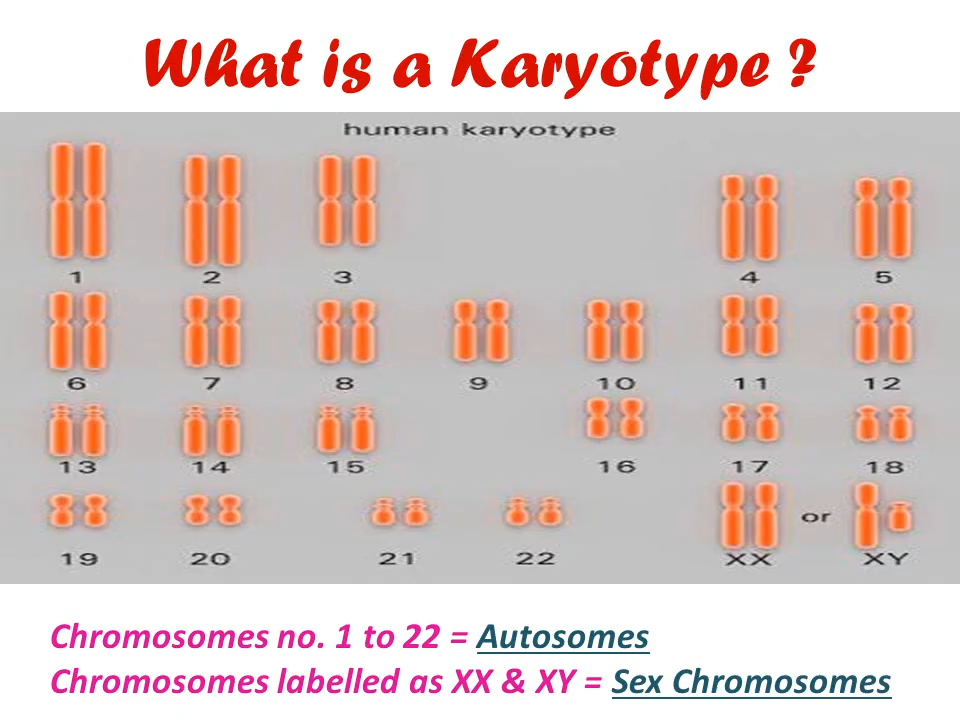 What is a Karyotype ?
human karyotype
1 2 3 4 5
6 7 8 9 10 11 12
13 14 15 16 17 18
or
19 20 21 22 XX XY
Chromosomes no. 1 to 22 = Autosomes
Chromosomes labelled as XX & XY = Sex Chromosomes